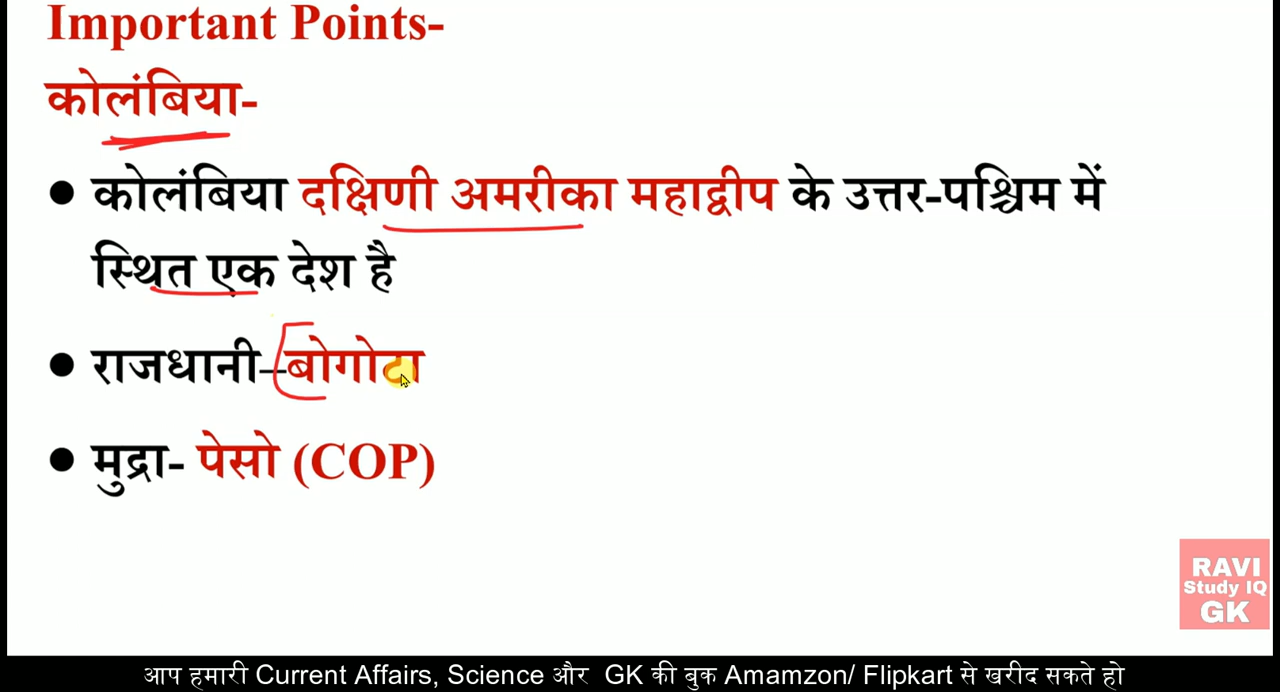 Important Points-
कोलंबिया-
● कोलंबिया दक्षिणी अमरीका महाद्वीप के उत्तर-पश्चिम में
स्थित एक देश है
● राजधानी–बोगोटा
● मुद्रा- पेसो (COP)
RAVI
Study IQ
GK
आप हमारी Current Affairs, Science और GK की बुक Amamzon/ Flipkart से खरीद सकते हो